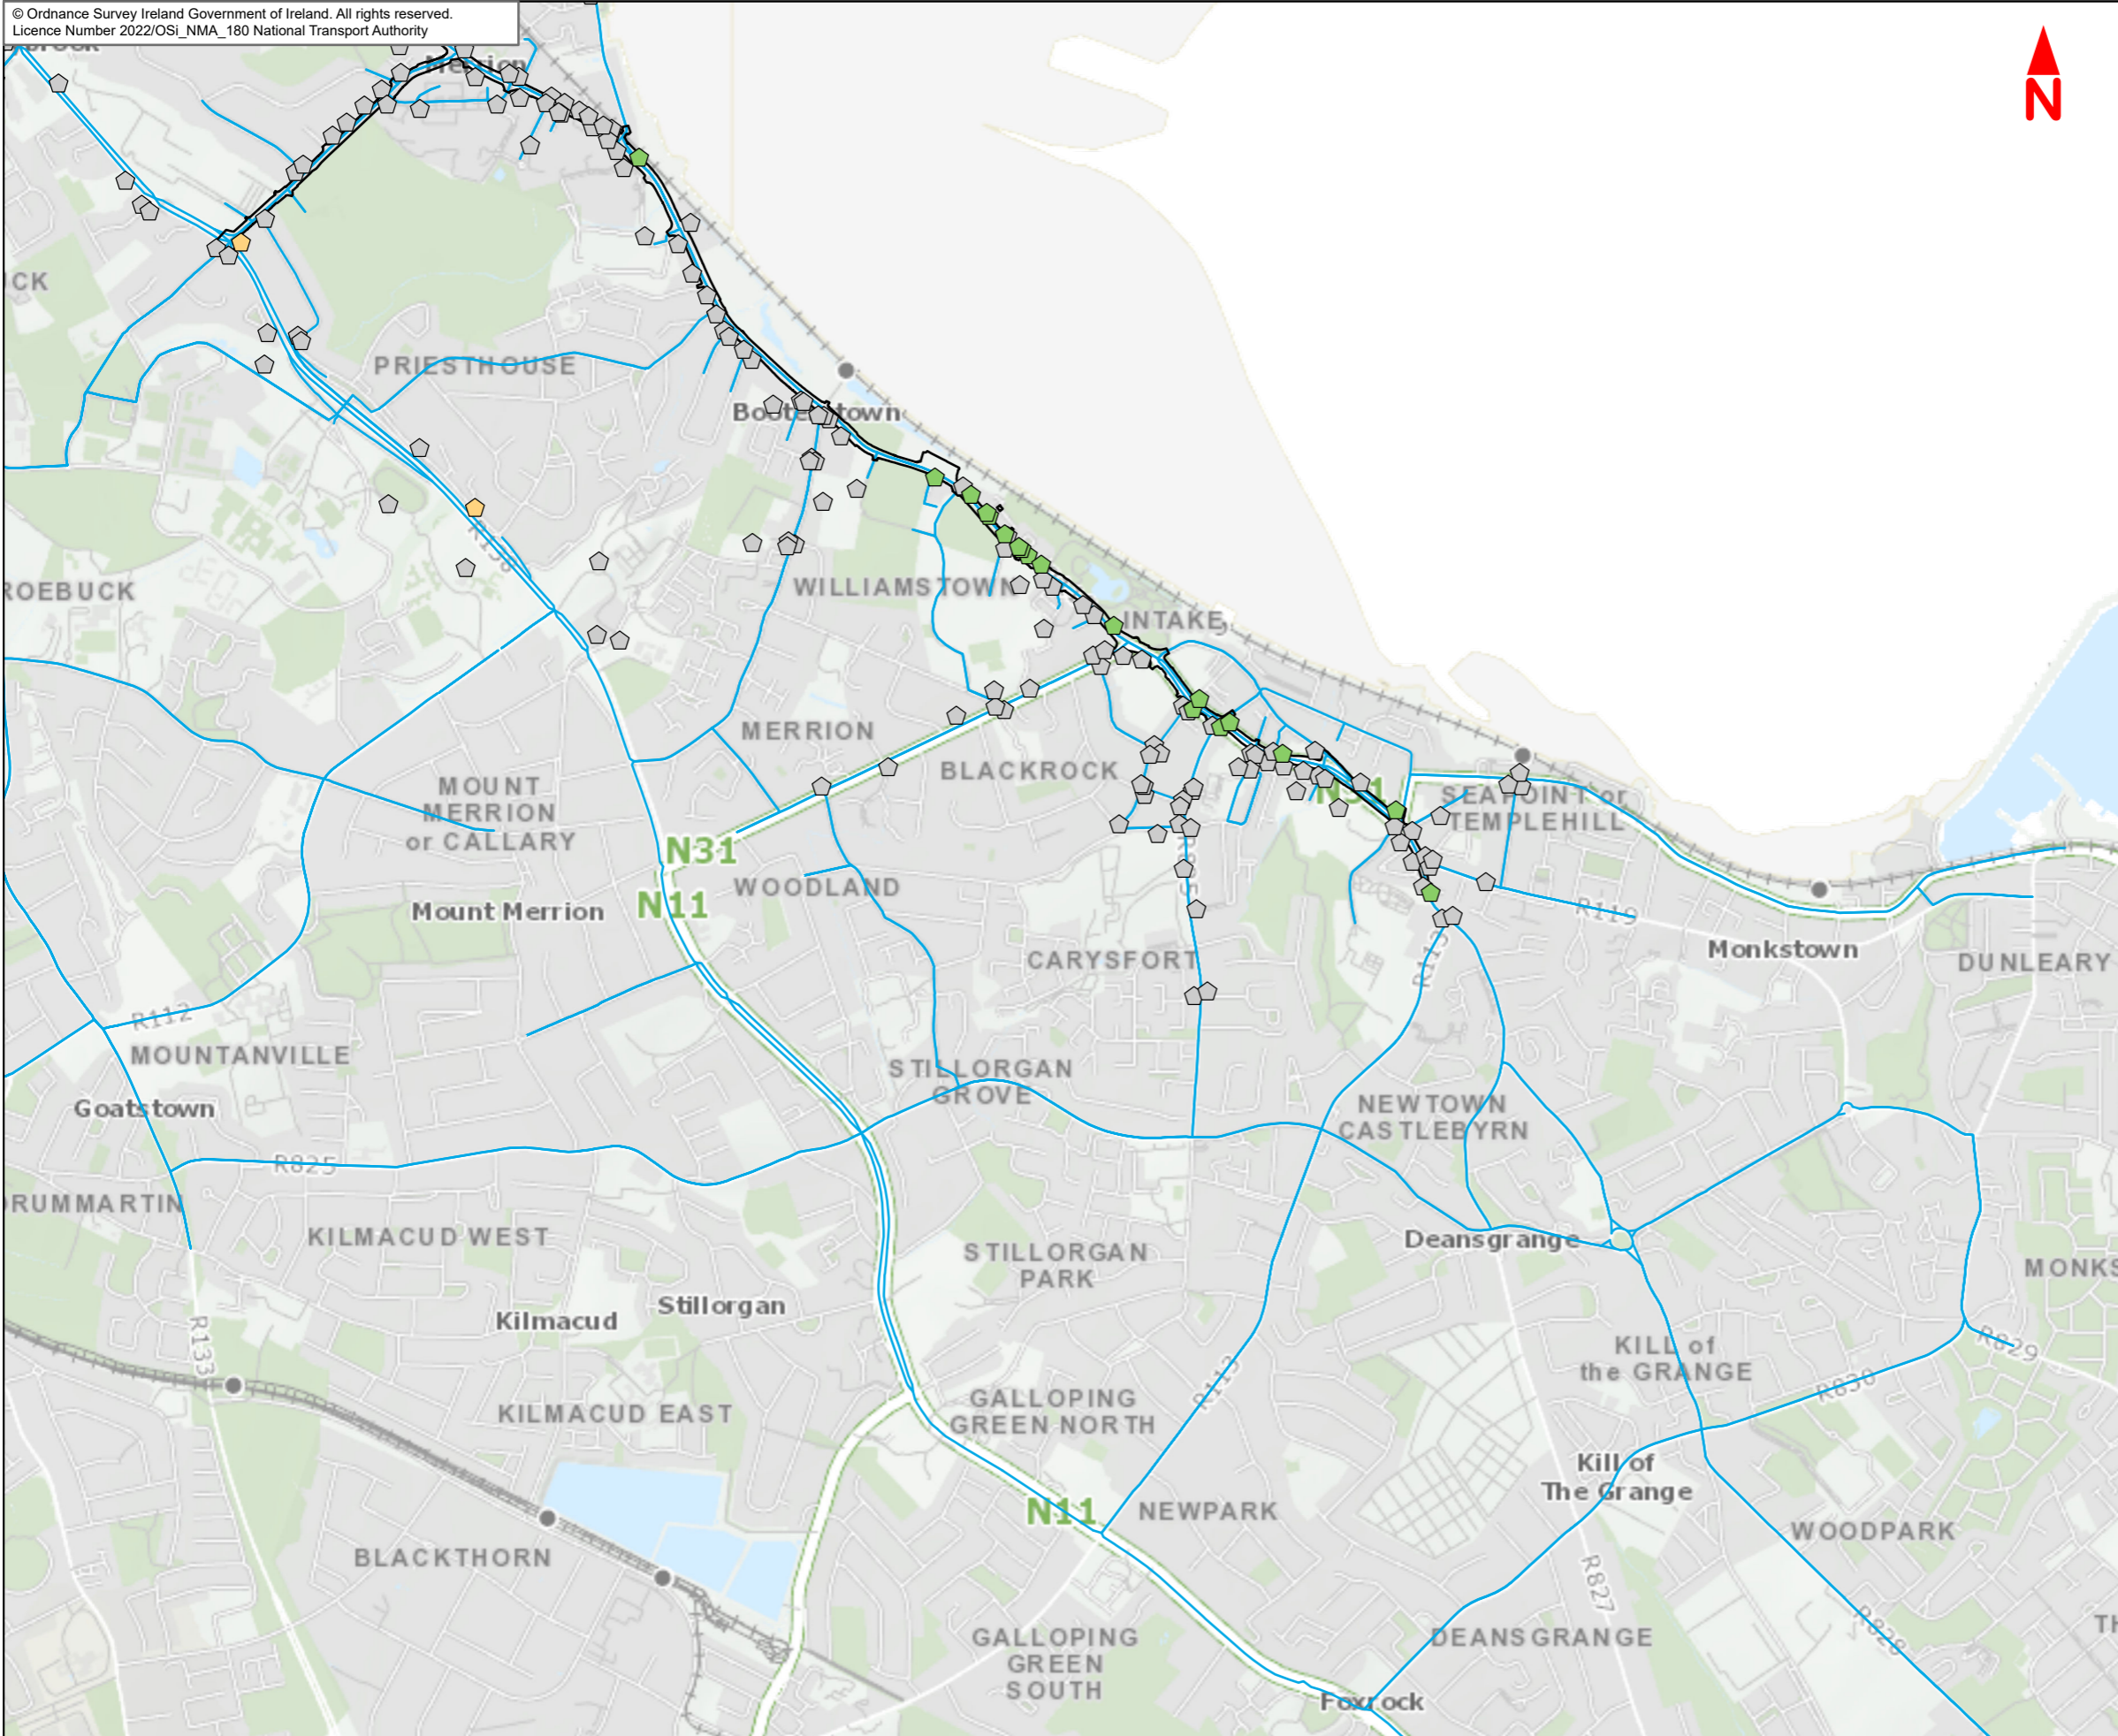 © Ordnance Survey Ireland Government of Ireland. All rights reserved.
Licence Number 2022/OSi_NMA_180 National Transport Authority
N
PRIESTHOUSE
ROEBUCK
WILLIAMSTOWN
INTAKE
MERRION
BLACKROCK
MOUNT
MERRION
or CALLARY
N31
SEAPOINT or
TEMPLEHILL
N31
WOODLAND
N11
Mount Merrion
R119
CARYSFORT
R113
Monkstown
DUNLEARY
R112
MOUNTANVILLE
STILLORGAN
GROVE
Goatstown
NEWTOWN
CASTLEBYRN
R825
KILMACUD WEST
STILLORGAN
PARK
Deansgrange
Stillorgan
Kilmacud
R133
KILL of
the GRANGE
R829
R830
R113
KILMACUD EAST
GALLOPING
GREEN NORTH
Kill of
The Grange
N11
NEWPARK
WOODPARK
BLACKTHORN
R827
R828
GALLOPING
GREEN
SOUTH
DEANSGRANGE
Foxrock